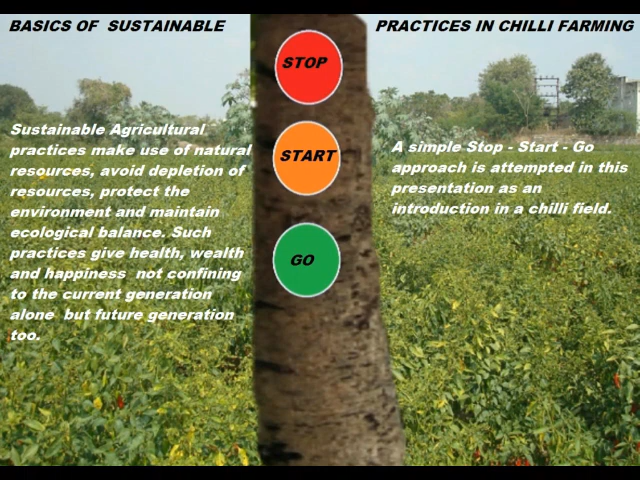 BASICS OF SUSTAINABLE PRACTICES IN CHILLI FARMING
STOP
START
GO
Sustainable Agricultural
practices make use of natural
resources, avoid depletion of
resources, protect the
environment and maintain
ecological balance. Such
practices give health, wealth
and happiness not confining
to the current generation
alone but future generation
too.
A simple Stop - Start - Go
approach is attempted in this
presentation as an
introduction in a chilli field.